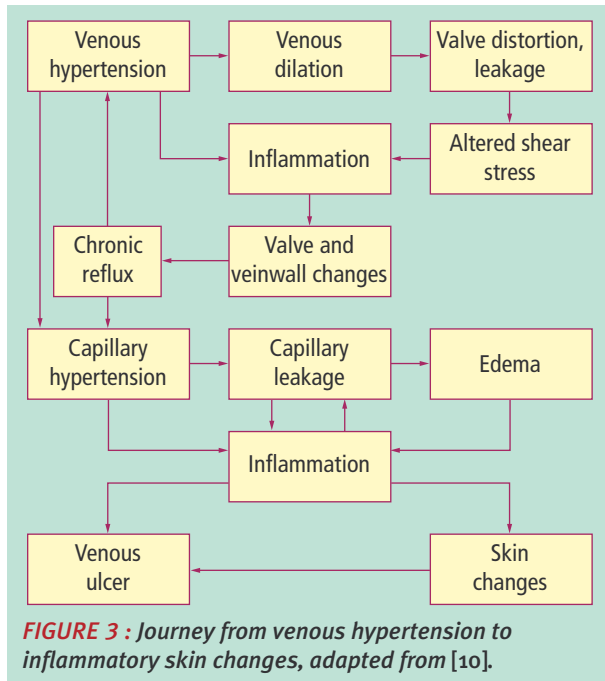 Venous
hypertension
Venous
dilation
Valve distortion,
leakage
Inflammation
Altered shear
stress
Chronic
reflux
Valve and
veinwall changes
Capillary
hypertension
Capillary
leakage
Edema
Inflammation
Venous
ulcer
Skin
changes
FIGURE 3 : Journey from venous hypertension to
inflammatory skin changes, adapted from [10].